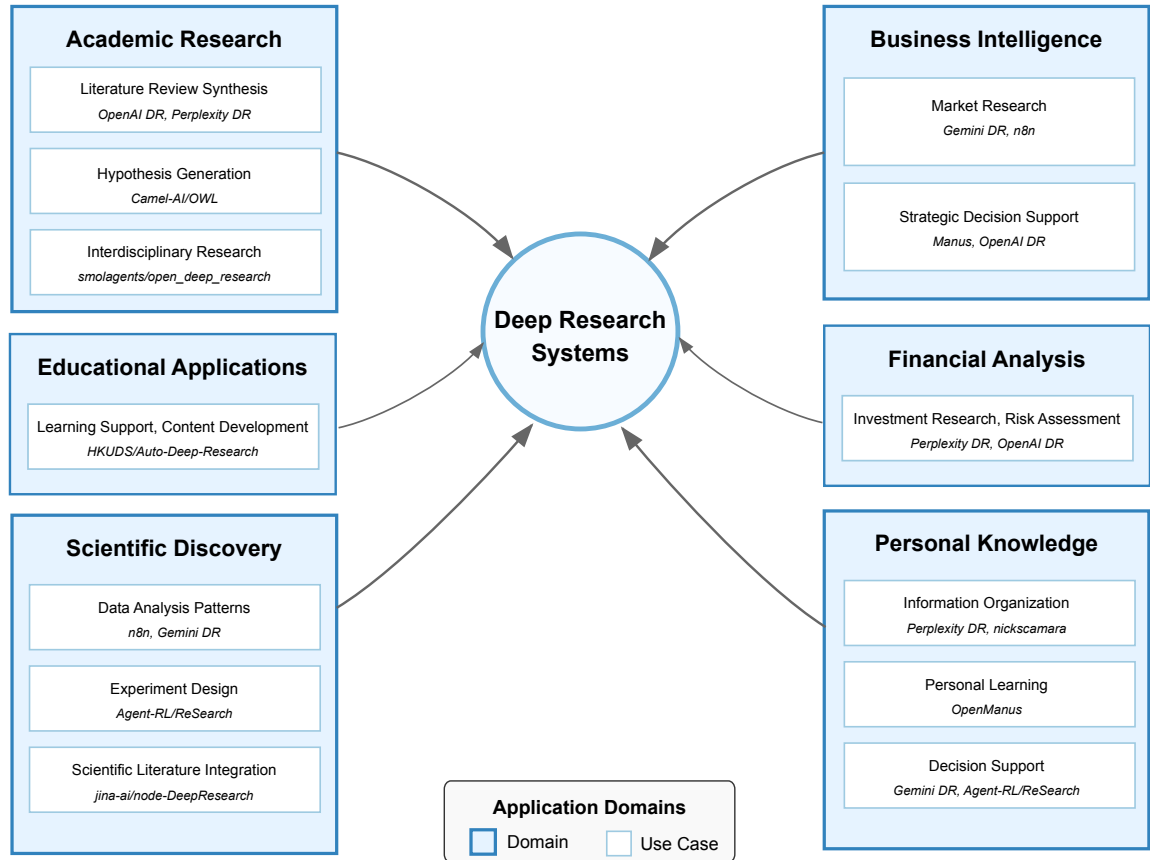 Academic Research
Literature Review Synthesis
OpenAI DR, Perplexity DR
Hypothesis Generation
Camel-AI/OWL
Interdisciplinary Research
smolagents/open_deep_research
Educational Applications
Learning Support, Content Development
HKUDS/Auto-Deep-Research
Scientific Discovery
Data Analysis Patterns
n8n, Gemini DR
Experiment Design
Agent-RL/ReSearch
Scientific Literature Integration
jina-ai/node-DeepResearch
Deep Research
Systems
Business Intelligence
Market Research
Gemini DR, n8n
Strategic Decision Support
Manus, OpenAI DR
Financial Analysis
Investment Research, Risk Assessment
Perplexity DR, OpenAI DR
Personal Knowledge
Information Organization
Perplexity DR, nickscamara
Personal Learning
OpenManus
Decision Support
Gemini DR, Agent-RL/ReSearch
Application Domains
Domain
Use Case